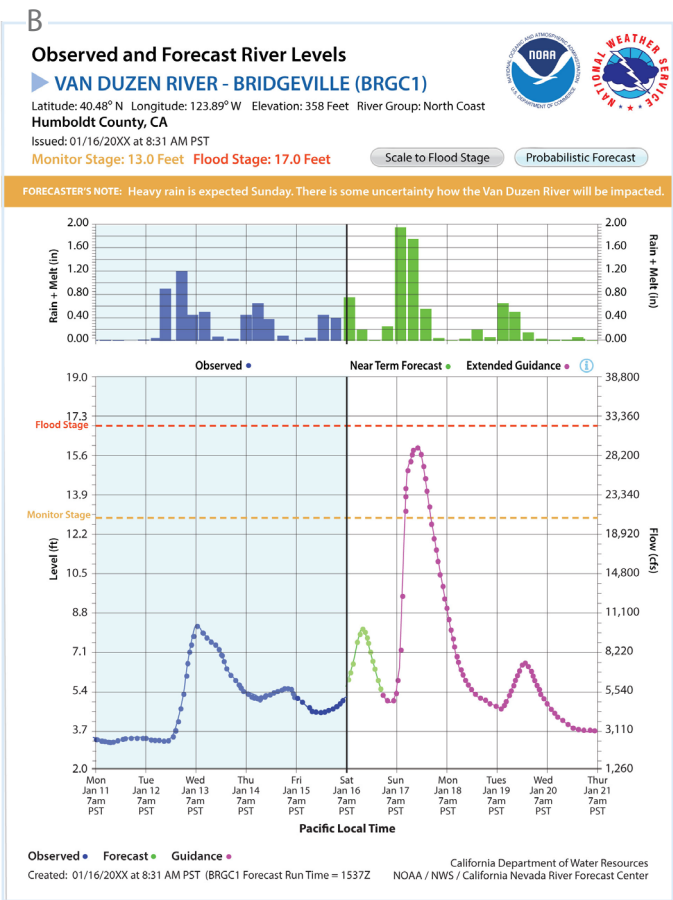 B
Observed and Forecast River Levels
VAN DUZEN RIVER - BRIDGEVILLE (BRGC1)
Latitude: 40.48° N Longitude: 123.89° W Elevation: 358 Feet River Group: North Coast
Humboldt County, CA
Issued: 01/16/20XX at 8:31 AM PST
Monitor Stage: 13.0 Feet Flood Stage: 17.0 Feet
Scale to Flood Stage
Probabilistic Forecast
NATIONAL OCEANIC AND ATMOSPHERIC ADMINISTRATION
NOAA
U.S. DEPARTMENT OF COMMERCE
NATIONAL WEATHER SERVICE
FORECASTER'S NOTE: Heavy rain is expected Sunday. There is some uncertainty how the Van Duzen River will be impacted.
Rain + Melt (in)
2.00
1.60
1.20
0.80
0.40
0.00
2.00
1.60
1.20
0.80
0.40
0.00
Rain + Melt (in)
Observed
Near Term Forecast
Extended Guidance
i
Level (ft)
19.0
17.3
Flood Stage
15.6
13.9
Monitor Stage
12.2
10.5
8.8
7.1
5.4
3.7
2.0
38,800
33,360
28,200
23,340
18,920
14,800
11,100
8,220
5,540
3,110
1,260
Flow (cfs)
Mon Tue Wed Thu Fri Sat Sun Mon Tues Wed Thur
Jan 11 Jan 12 Jan 13 Jan 14 Jan 15 Jan 16 Jan 17 Jan 18 Jan 19 Jan 20 Jan 21
7am 7am 7am 7am 7am 7am 7am 7am 7am 7am 7am
PST PST PST PST PST PST PST PST PST PST PST
Pacific Local Time
Observed Forecast Guidance
Created: 01/16/20XX at 8:31 AM PST (BRGC1 Forecast Run Time = 1537Z
California Department of Water Resources
NOAA / NWS / California Nevada River Forecast Center